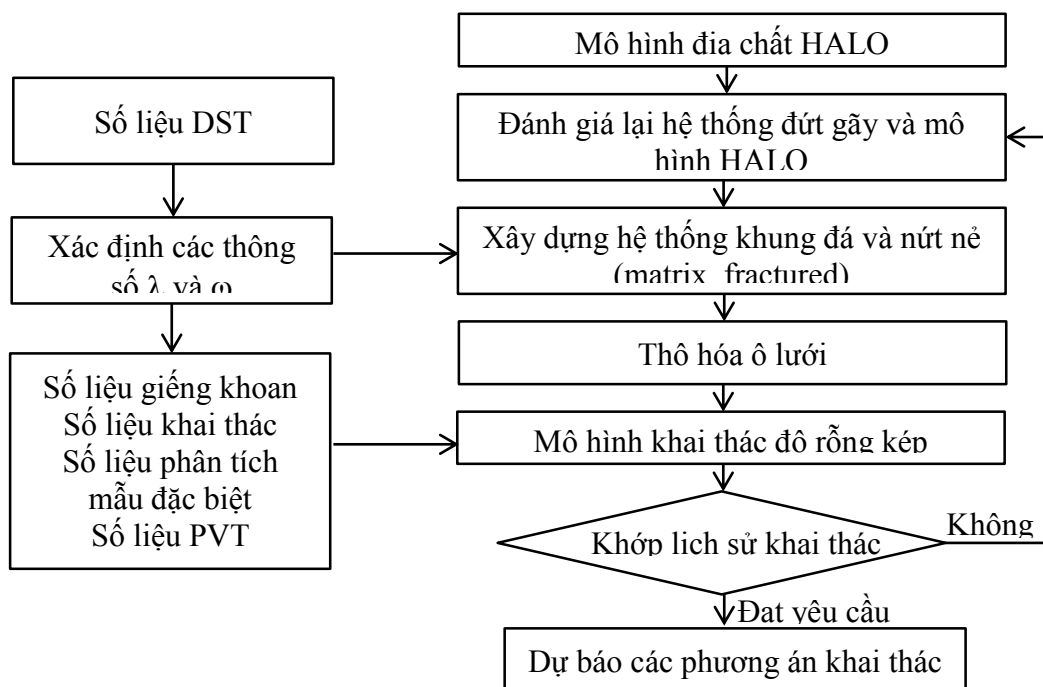 Mô hình đia chất HALO
Số liệu DST
Đánh giá lại hệ thống đứt gãy và mô
hình HALO
Xác định các thông
số λ và φ
Xây dựng hệ thống khung đá và nứt nẻ
(matrix fractured)
Thô hóa ô lưới
Số liệu giếng khoan
Số liệu khai thác
Số liệu phân tích
mẫu đặc biệt
Số liệu PVT
Mô hình khai thác đô rỗng kép
Khớp lich sử khai thác
Không
Đat yêu cầu
Dự báo các phương án khai thác